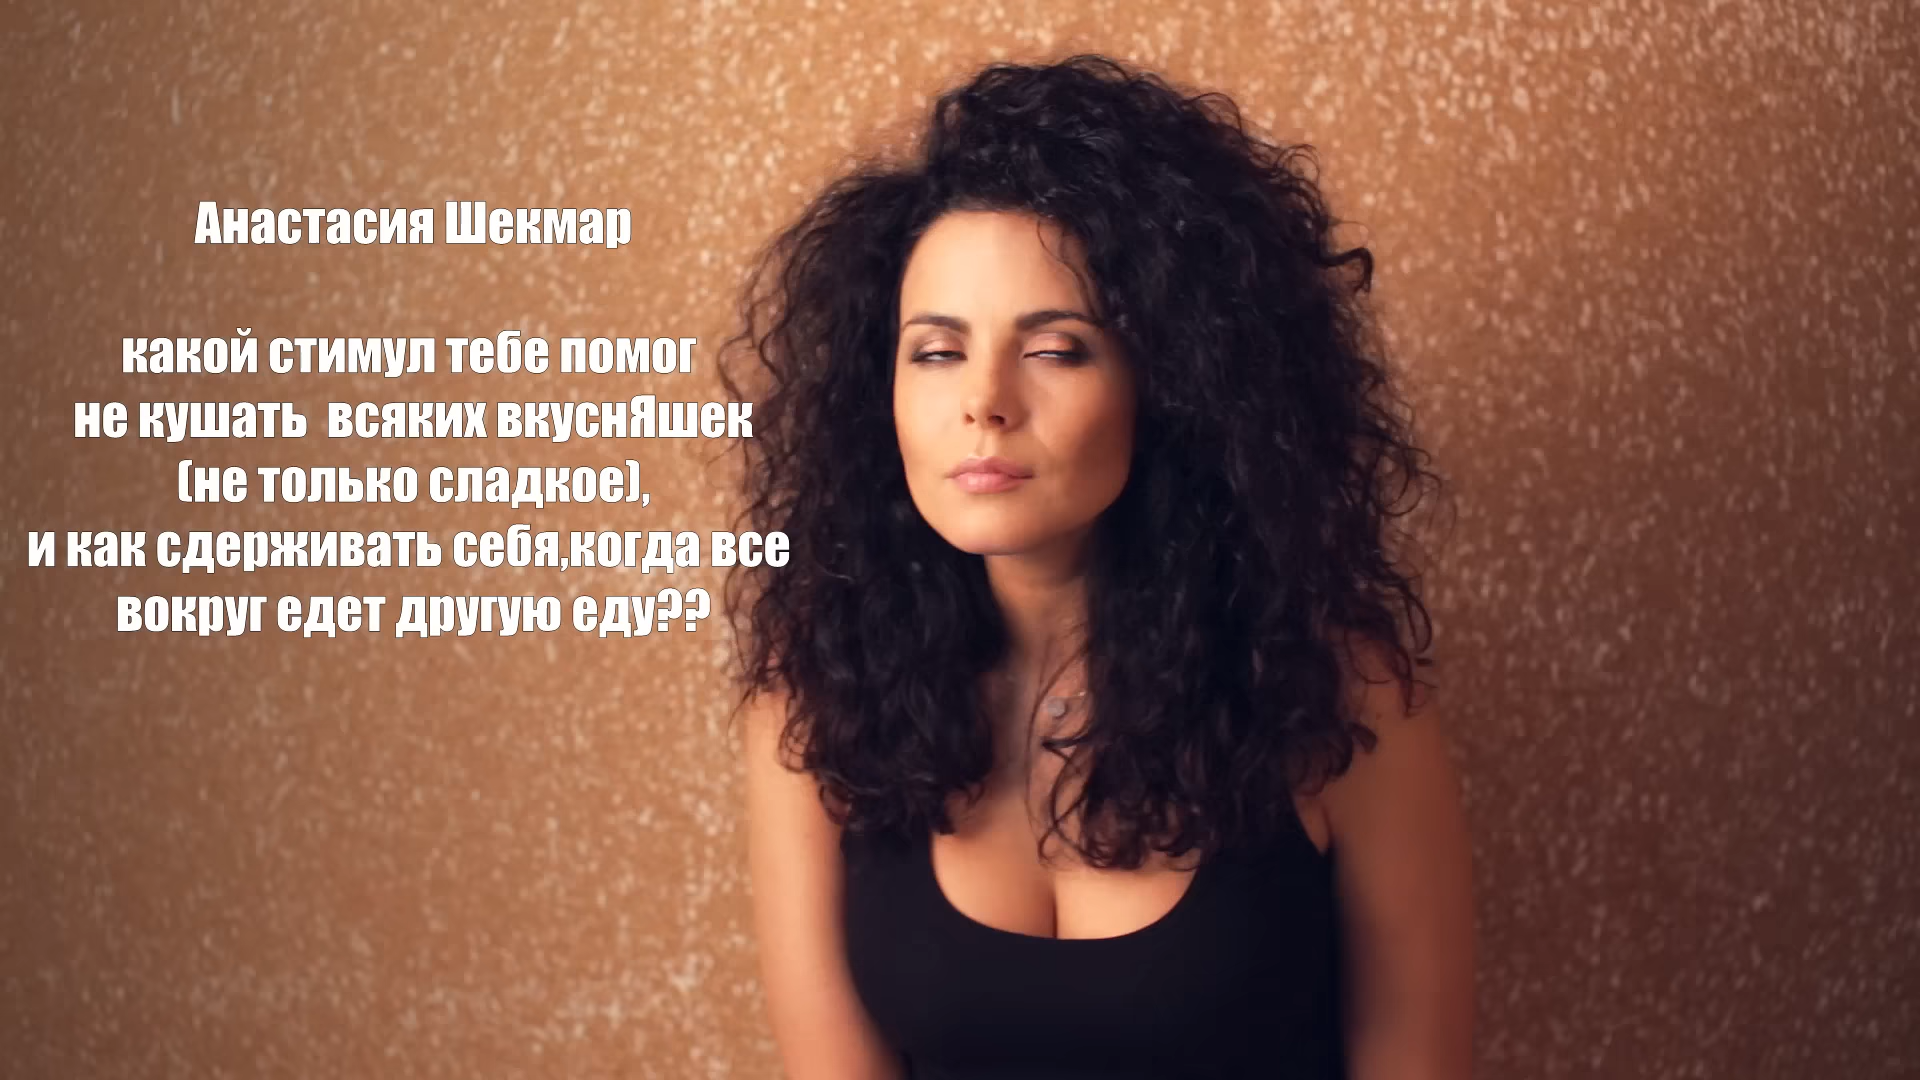 Анастасия Шекмар
какой стимул тебе помог
не кушать всяких вкуснЯшек
(не только сладкое),
и как сдерживать себя,когда все
вокруг едет другую еду??